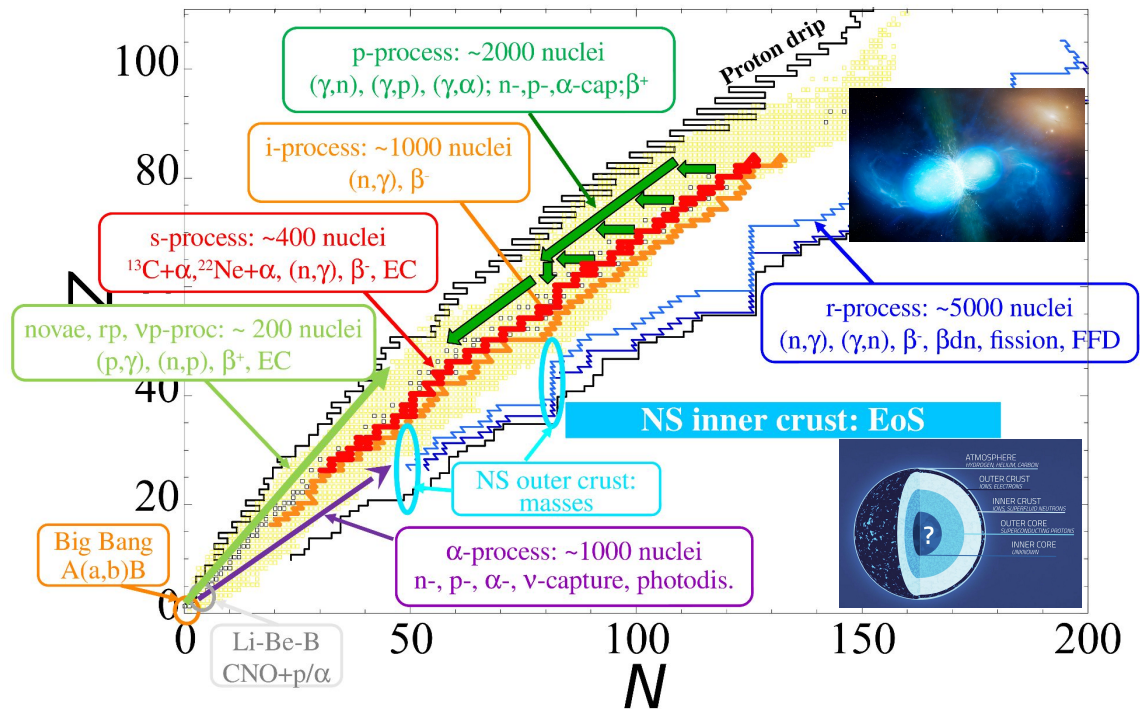 p-process: ~2000 nuclei
(γ,n), (γ,p), (γ,α); n-,p-,α-cap;β⁺
Proton drip
i-process: ~1000 nuclei
(n,γ), β⁻
s-process: ~400 nuclei
¹³C+α,²²Ne+α, (n,γ), β⁻, EC
novae, rp, νp-proc: ~ 200 nuclei
(p,γ), (n,p), β⁺, EC
r-process: ~5000 nuclei
(n,γ), (γ,n), β⁻, βdn, fission, FFD
NS inner crust: EoS
NS outer crust:
masses
α-process: ~1000 nuclei
n-, p-, α-, ν-capture, photodis.
Big Bang
A(a,b)B
Li-Be-B
CNO+p/α
ATMOSPHERE
HYDROGEN, HELIUM, CARBON
OUTER CRUST
IONS, ELECTRONS
INNER CRUST
IONS, SUPERFLUID NEUTRONS
OUTER CORE
SUPERCONDUCTING PROTONS
INNER CORE
UNKNOWN
?
100
80
40
20
0
0
50
100
150
200
N